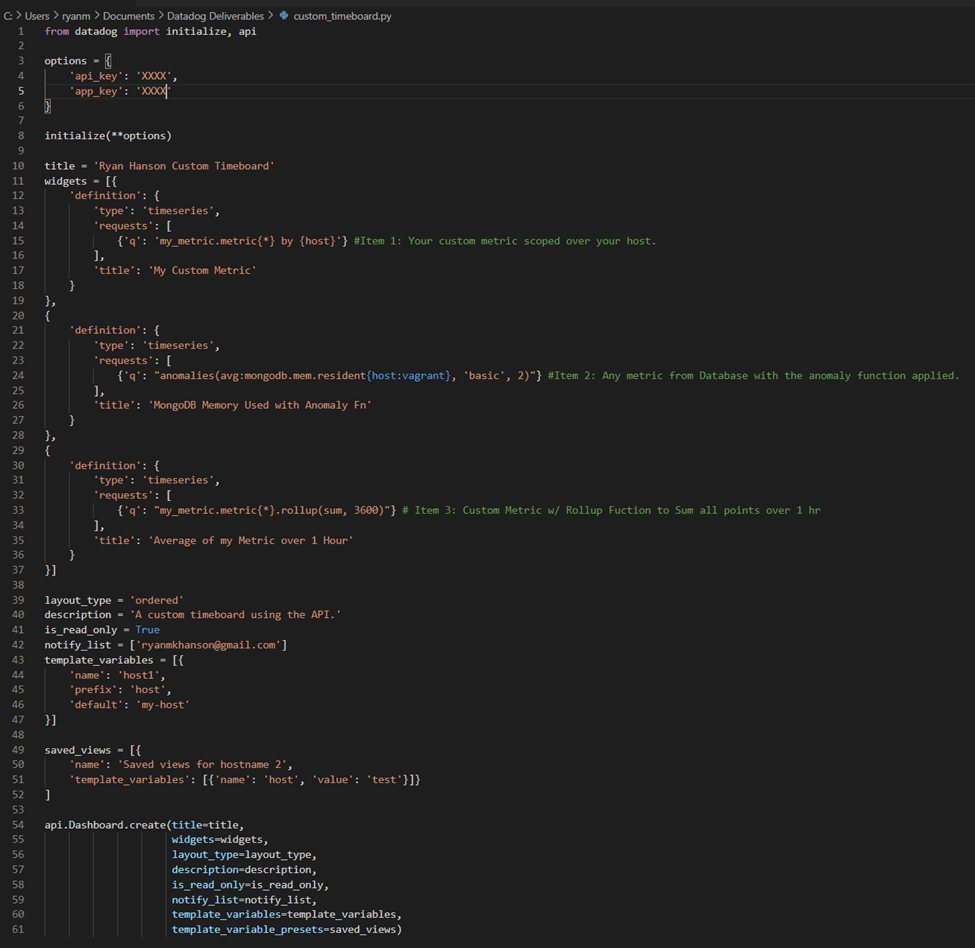 C: > Users > ryanm > Documents > Datadog Deliverables > custom_timeboard.py
1 from datadog import initialize, api
2
3 options = {
4     'api_key': 'XXXX',
5     'app_key': 'XXXX'
6 }
7
8 initialize(**options)
9
10 title = 'Ryan Hanson Custom Timeboard'
11 widgets = [{
12     'definition': {
13         'type': 'timeseries',
14         'requests': [
15             {'q': 'my_metric.metric{*} by {host}'} #Item 1: Your custom metric scoped over your host.
16         ],
17         'title': 'My Custom Metric'
18     }
19 },
20 {
21     'definition': {
22         'type': 'timeseries',
23         'requests': [
24             {'q': "anomalies(avg:mongodb.mem.resident{host:vagrant}, 'basic', 2)"} #Item 2: Any metric from Database with the anomaly function applied.
25         ],
26         'title': 'MongoDB Memory Used with Anomaly Fn'
27     }
28 },
29 {
30     'definition': {
31         'type': 'timeseries',
32         'requests': [
33             {'q': "my_metric.metric{*}.rollup(sum, 3600)"} # Item 3: Custom Metric w/ Rollup Fuction to Sum all points over 1 hr
34         ],
35         'title': 'Average of my Metric over 1 Hour'
36     }
37 }]
38
39 layout_type = 'ordered'
40 description = 'A custom timeboard using the API.'
41 is_read_only = True
42 notify_list = ['ryanmkhanson@gmail.com']
43 template_variables = [{
44     'name': 'host1',
45     'prefix': 'host',
46     'default': 'my-host'
47 }]
48
49 saved_views = [{
50     'name': 'Saved views for hostname 2',
51     'template_variables': [{'name': 'host', 'value': 'test'}]}
52 ]
53
54 api.Dashboard.create(title=title,
55                      widgets=widgets,
56                      layout_type=layout_type,
57                      description=description,
58                      is_read_only=is_read_only,
59                      notify_list=notify_list,
60                      template_variables=template_variables,
61                      template_variable_presets=saved_views)